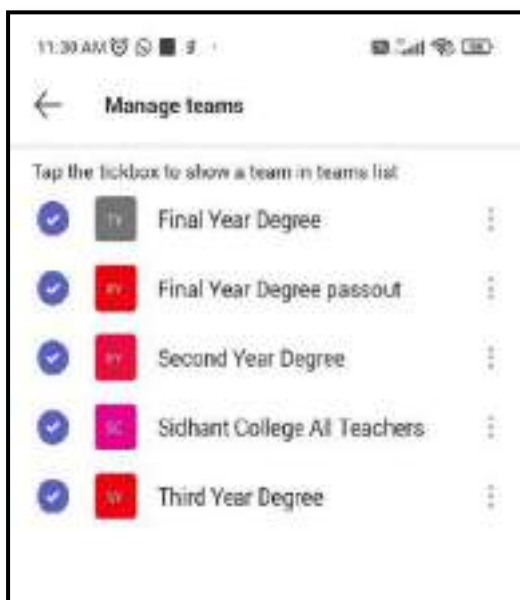 11:30 AM
Manage teams
Tap the tickbox to show a team in teams list
Final Year Degree
Final Year Degree passout
Second Year Degree
SC Sidhant College All Teachers
Third Year Degree